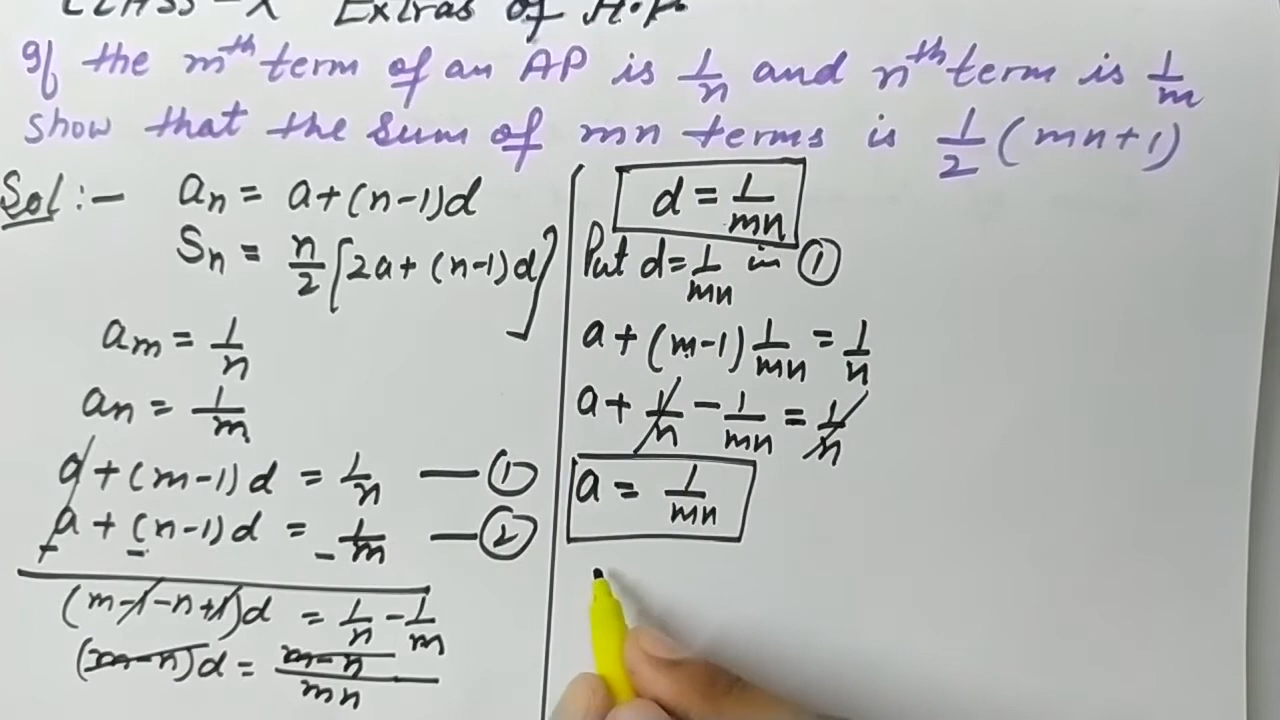 CLASS-X Extras of A.P.
If the mᵗʰ term of an AP is 1/n and nᵗʰ term is 1/m
show that the sum of mn terms is 1/2 (mn+1)
Sol:- aₙ = a+(n-1)d
Sₙ = n/2 [2a+(n-1)d]
aₘ = 1/n
aₙ = 1/m
a+(m-1)d = 1/n — ①
a+(n-1)d = 1/m — ②
- - -
(m-1-n+1)d = 1/n - 1/m
(m-n)d = (m-n)/mn
d = 1/mn
Put d=1/mn in ①
a+(m-1)1/mn = 1/n
a+1/n - 1/mn = 1/n
a = 1/mn